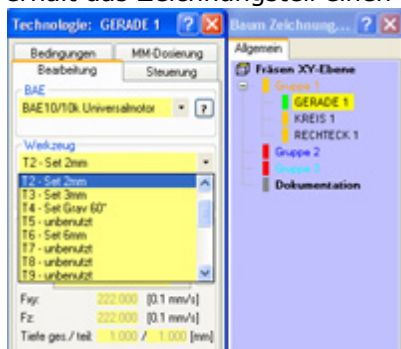 erhält das Zeichnungsteil einen
Technologie: GERADE 1
Bedingungen
MM-Dosierung
Bearbeitung
Steuerung
BAE
BAE10/10k Universalmotor
Werkzeug
T2 - Set 2mm
T2 - Set 2mm
T3 - Set 3mm
T4 - Set Grav 60°
T5 - unbenutzt
T6 - Set 6mm
T7 - unbenutzt
T8 - unbenutzt
T9 - unbenutzt
Fxy: 222.000 [0.1 mm/s]
Fz: 222.000 [0.1 mm/s]
Tiefe ges./ teil: 1.000 / 1.000 [mm]
Baum Zeichnung...
Allgemein
Fräsen XY-Ebene
Gruppe 1
GERADE 1
KREIS 1
RECHTECK 1
Gruppe 2
Gruppe 3
Dokumentation